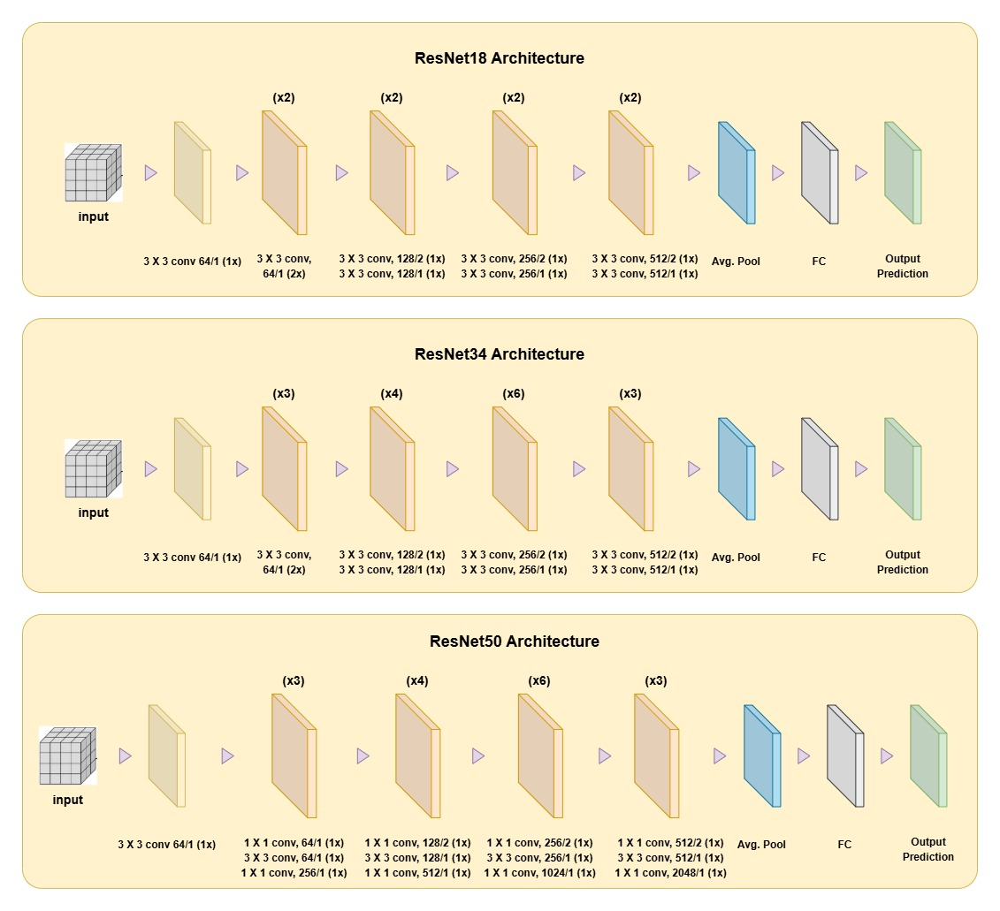 ResNet18 Architecture
(x2) (x2) (x2) (x2)
input
3 X 3 conv 64/1 (1x)
3 X 3 conv,
64/1 (2x)
3 X 3 conv, 128/2 (1x)
3 X 3 conv, 128/1 (1x)
3 X 3 conv, 256/2 (1x)
3 X 3 conv, 256/1 (1x)
3 X 3 conv, 512/2 (1x)
3 X 3 conv, 512/1 (1x)
Avg. Pool
FC
Output
Prediction
ResNet34 Architecture
(x3) (x4) (x6) (x3)
input
3 X 3 conv 64/1 (1x)
3 X 3 conv,
64/1 (2x)
3 X 3 conv, 128/2 (1x)
3 X 3 conv, 128/1 (1x)
3 X 3 conv, 256/2 (1x)
3 X 3 conv, 256/1 (1x)
3 X 3 conv, 512/2 (1x)
3 X 3 conv, 512/1 (1x)
Avg. Pool
FC
Output
Prediction
ResNet50 Architecture
(x3) (x4) (x6) (x3)
input
3 X 3 conv 64/1 (1x)
1 X 1 conv, 64/1 (1x)
3 X 3 conv, 64/1 (1x)
1 X 1 conv, 256/1 (1x)
1 X 1 conv, 128/2 (1x)
3 X 3 conv, 128/1 (1x)
1 X 1 conv, 512/1 (1x)
1 X 1 conv, 256/2 (1x)
3 X 3 conv, 256/1 (1x)
1 X 1 conv, 1024/1 (1x)
1 X 1 conv, 512/2 (1x)
3 X 3 conv, 512/1 (1x)
1 X 1 conv, 2048/1 (1x)
Avg. Pool
FC
Output
Prediction